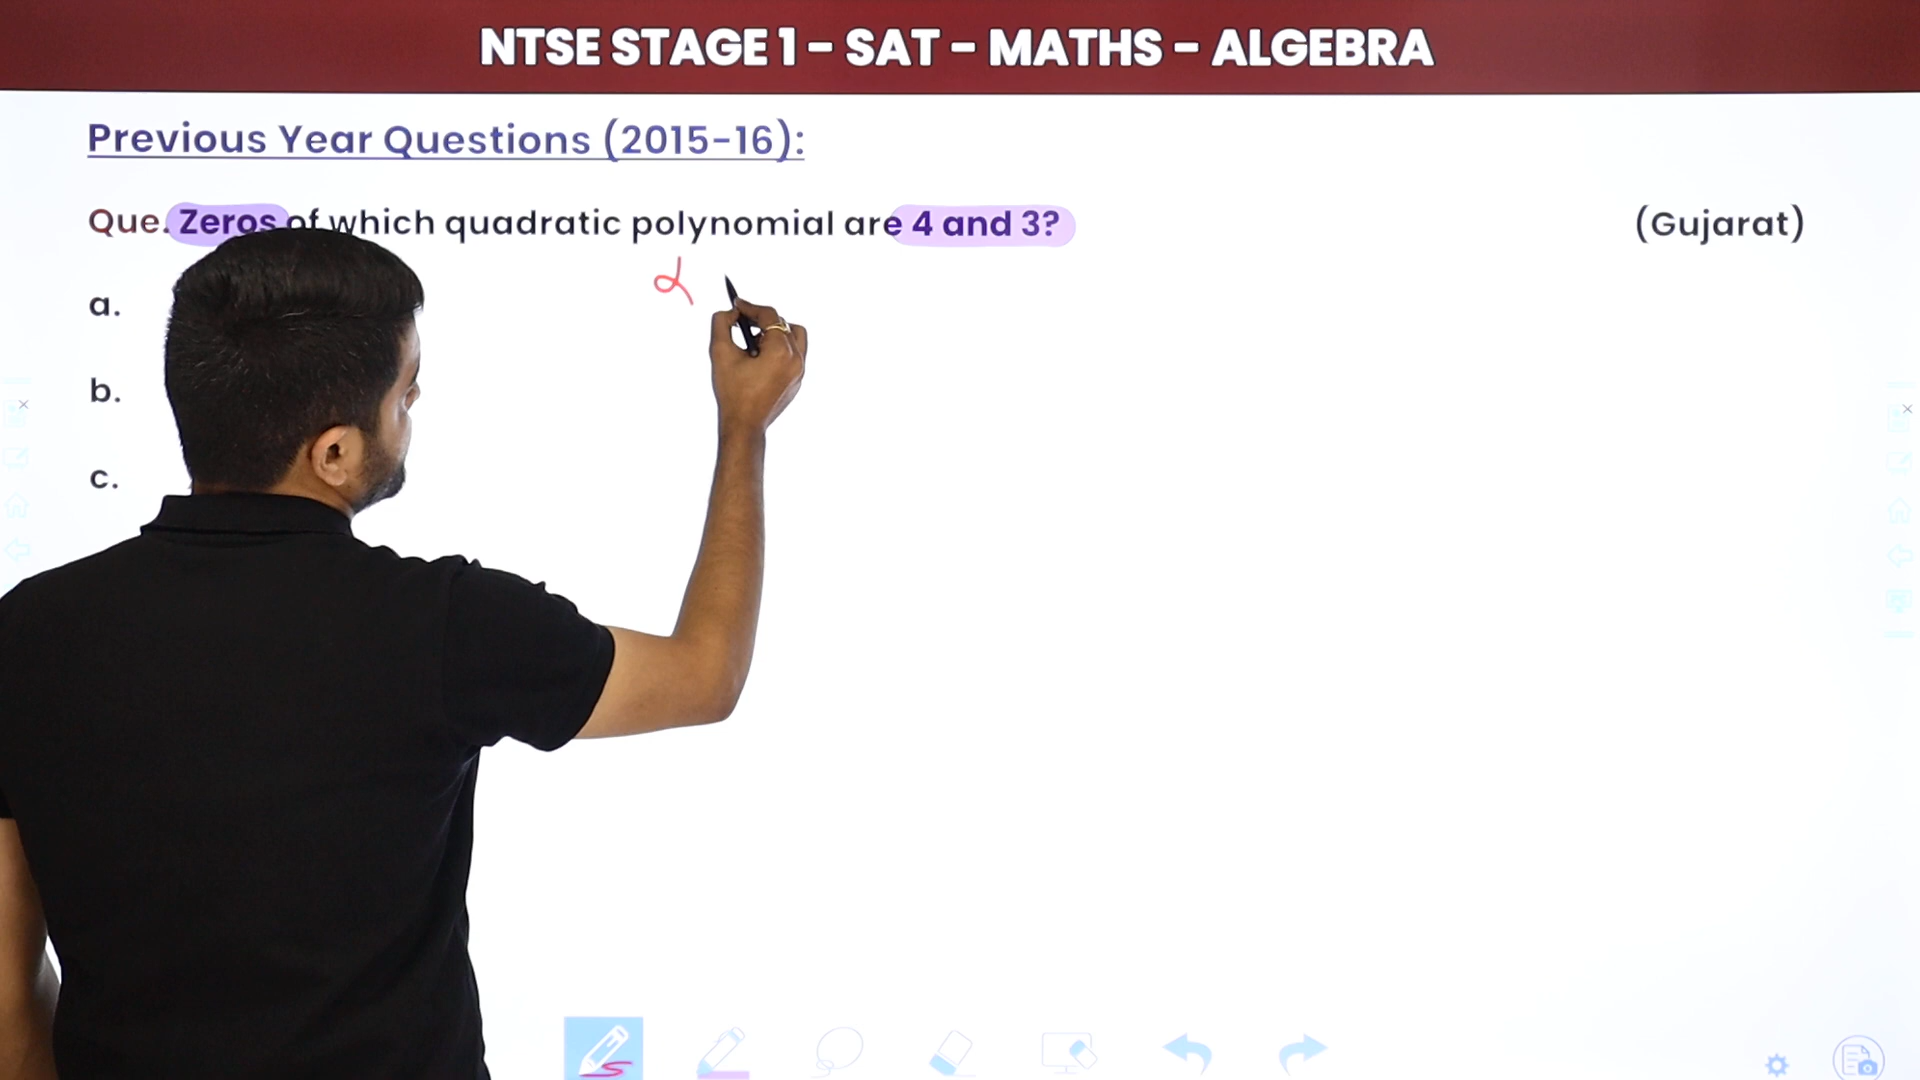 NTSE STAGE 1 - SAT - MATHS - ALGEBRA
Previous Year Questions (2015-16):
Que. Zeros of which quadratic polynomial are 4 and 3? (Gujarat)
α
a.
b.
c.